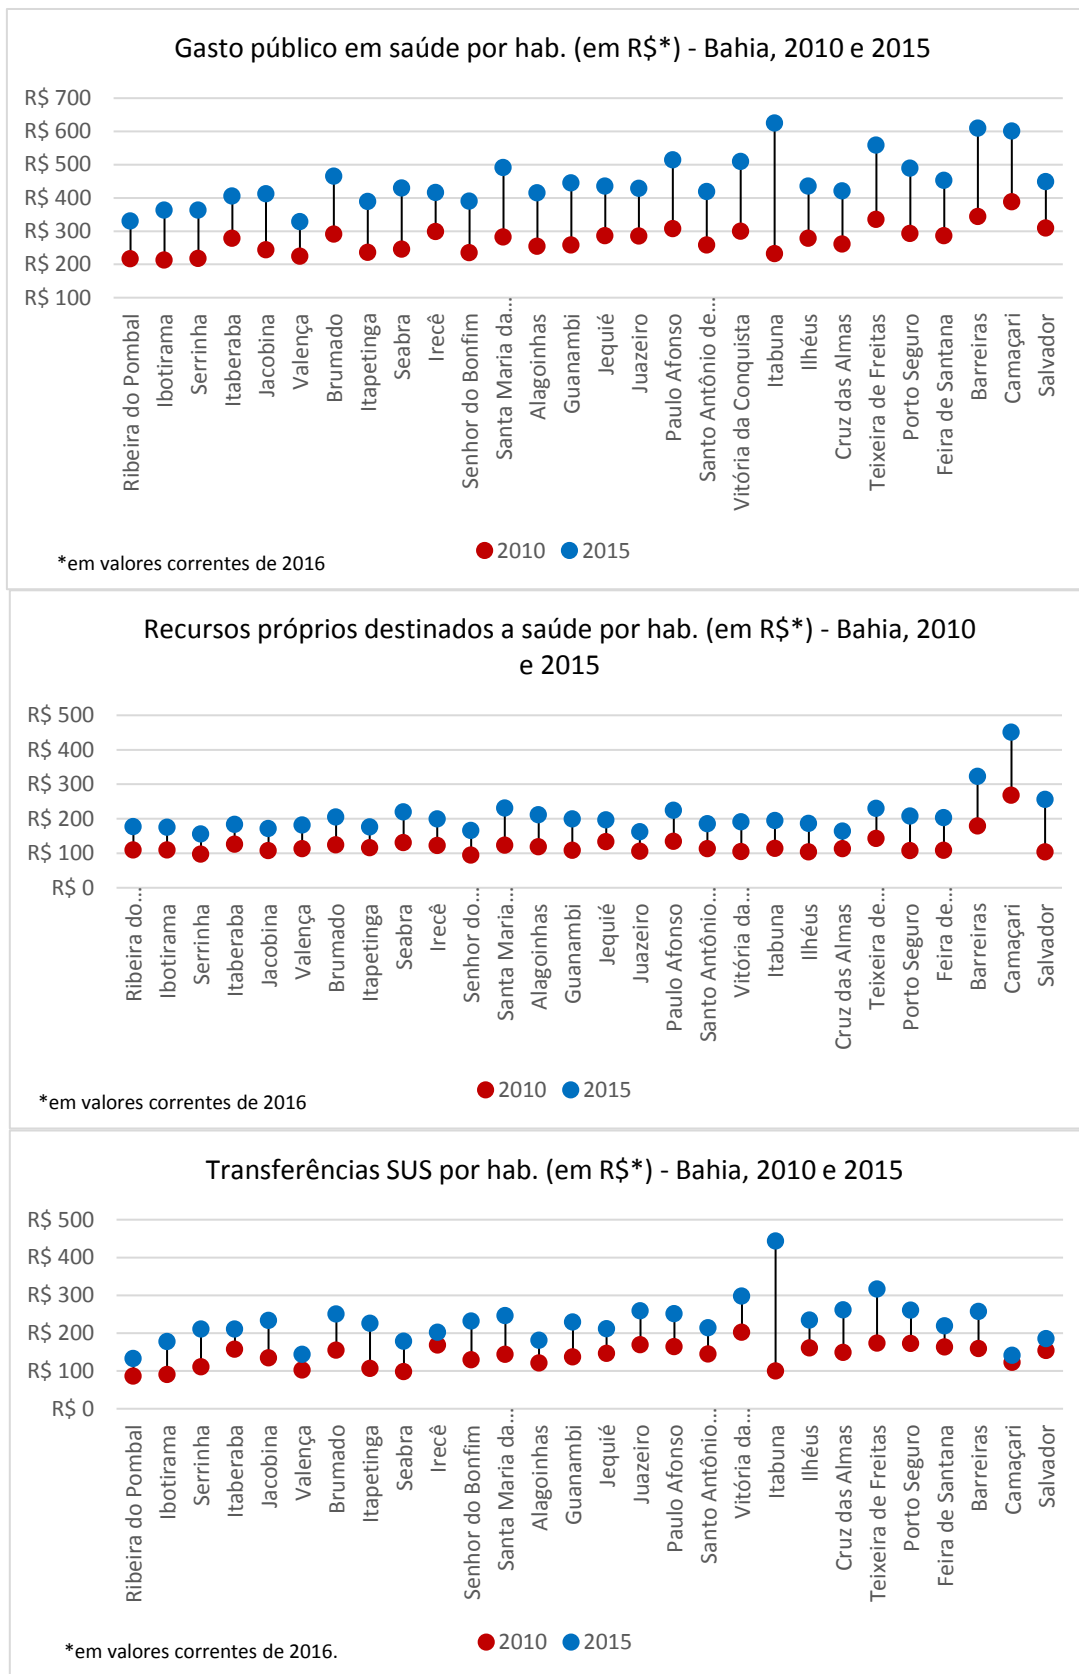 Gasto público em saúde por hab. (em R$*) - Bahia, 2010 e 2015
R$ 700
R$ 600
R$ 500
R$ 400
R$ 300
R$ 200
R$ 100
Ribeira do Pombal
Ibotirama
Serrinha
Itaberaba
Jacobina
Valença
Brumado
Itapetinga
Seabra
Irecê
Senhor do Bonfim
Santa Maria da...
Alagoinhas
Guanambi
Jequié
Juazeiro
Paulo Afonso
Santo Antônio de...
Vitória da Conquista
Itabuna
Ilhéus
Cruz das Almas
Teixeira de Freitas
Porto Seguro
Feira de Santana
Barreiras
Camaçari
Salvador
2010 2015
*em valores correntes de 2016
Recursos próprios destinados a saúde por hab. (em R$*) - Bahia, 2010
e 2015
R$ 500
R$ 400
R$ 300
R$ 200
R$ 100
R$ 0
Ribeira do...
Ibotirama
Serrinha
Itaberaba
Jacobina
Valença
Brumado
Itapetinga
Seabra
Irecê
Senhor do...
Santa Maria...
Alagoinhas
Guanambi
Jequié
Juazeiro
Paulo Afonso
Santo Antônio...
Vitória da...
Itabuna
Ilhéus
Cruz das Almas
Teixeira de...
Porto Seguro
Feira de...
Barreiras
Camaçari
Salvador
2010 2015
*em valores correntes de 2016
Transferências SUS por hab. (em R$*) - Bahia, 2010 e 2015
R$ 500
R$ 400
R$ 300
R$ 200
R$ 100
R$ 0
Ribeira do Pombal
Ibotirama
Serrinha
Itaberaba
Jacobina
Valença
Brumado
Itapetinga
Seabra
Irecê
Senhor do Bonfim
Santa Maria da...
Alagoinhas
Guanambi
Jequié
Juazeiro
Paulo Afonso
Santo Antônio...
Vitória da...
Itabuna
Ilhéus
Cruz das Almas
Teixeira de Freitas
Porto Seguro
Feira de Santana
Barreiras
Camaçari
Salvador
2010 2015
*em valores correntes de 2016.